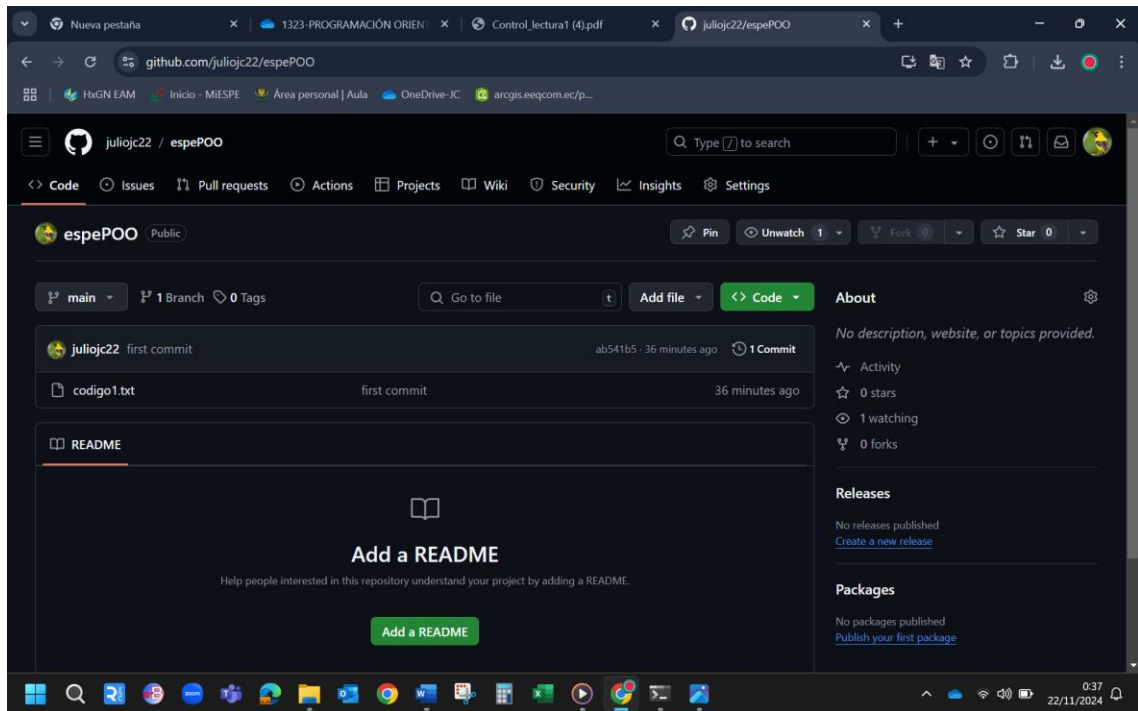 Nueva pestaña
1323-PROGRAMACIÓN ORIENT
Control_lectura1 (4).pdf
juliojc22/espePOO
github.com/juliojc22/espePOO
HxGN EAM
Inicio - MiESPE
Área personal | Aula
OneDrive-JC
arcgis.eeqcom.ec/p...
juliojc22 / espePOO
Type / to search
Code
Issues
Pull requests
Actions
Projects
Wiki
Security
Insights
Settings
espePOO Public
Pin
Unwatch 1
Fork 0
Star 0
main
1 Branch
0 Tags
Go to file
t
Add file
Code
juliojc22 first commit
ab541b5 · 36 minutes ago
1 Commit
codigo1.txt
first commit
36 minutes ago
README
Add a README
Help people interested in this repository understand your project by adding a README.
Add a README
About
No description, website, or topics provided.
Activity
0 stars
1 watching
0 forks
Releases
No releases published
Create a new release
Packages
No packages published
Publish your first package
zoom
0:37
22/11/2024